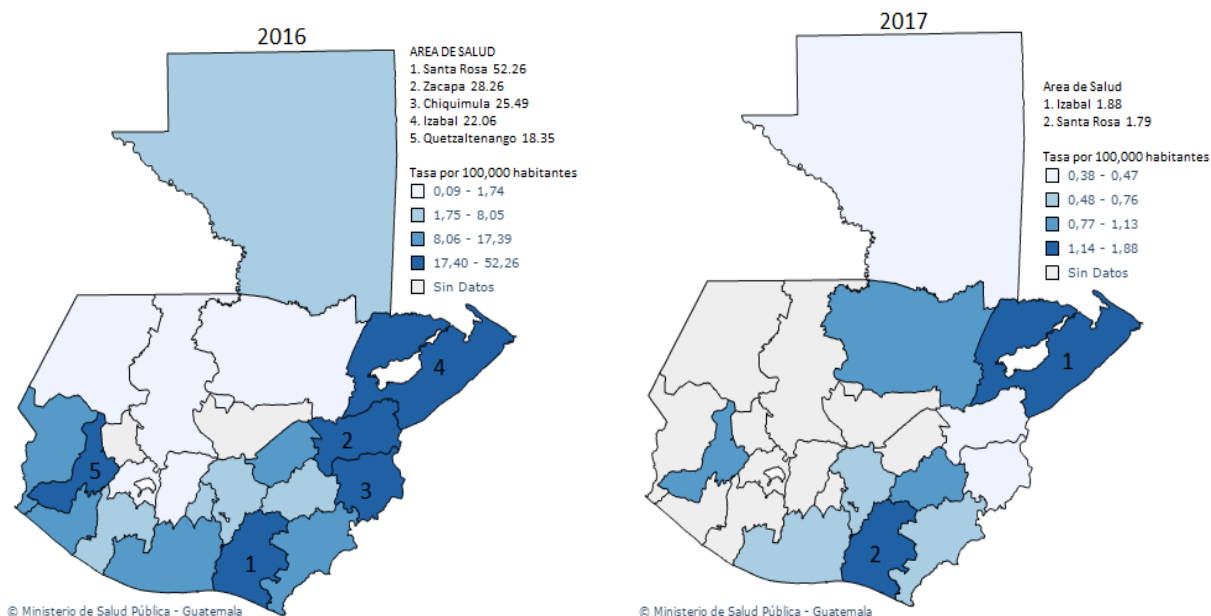 2016
AREA DE SALUD
1. Santa Rosa 52.26
2. Zacapa 28.26
3. Chiquimula 25.49
4. Izabal 22.06
5. Quetzaltenango 18.35
Tasa por 100,000 habitantes
0,09 - 1,74
1,75 - 8,05
8,06 - 17,39
17,40 - 52,26
Sin Datos
4
2
5
3
1
© Ministerio de Salud Pública - Guatemala
2017
Area de Salud
1. Izabal 1.88
2. Santa Rosa 1.79
Tasa por 100,000 habitantes
0,38 - 0,47
0,48 - 0,76
0,77 - 1,13
1,14 - 1,88
Sin Datos
1
2
© Ministerio de Salud Pública - Guatemala